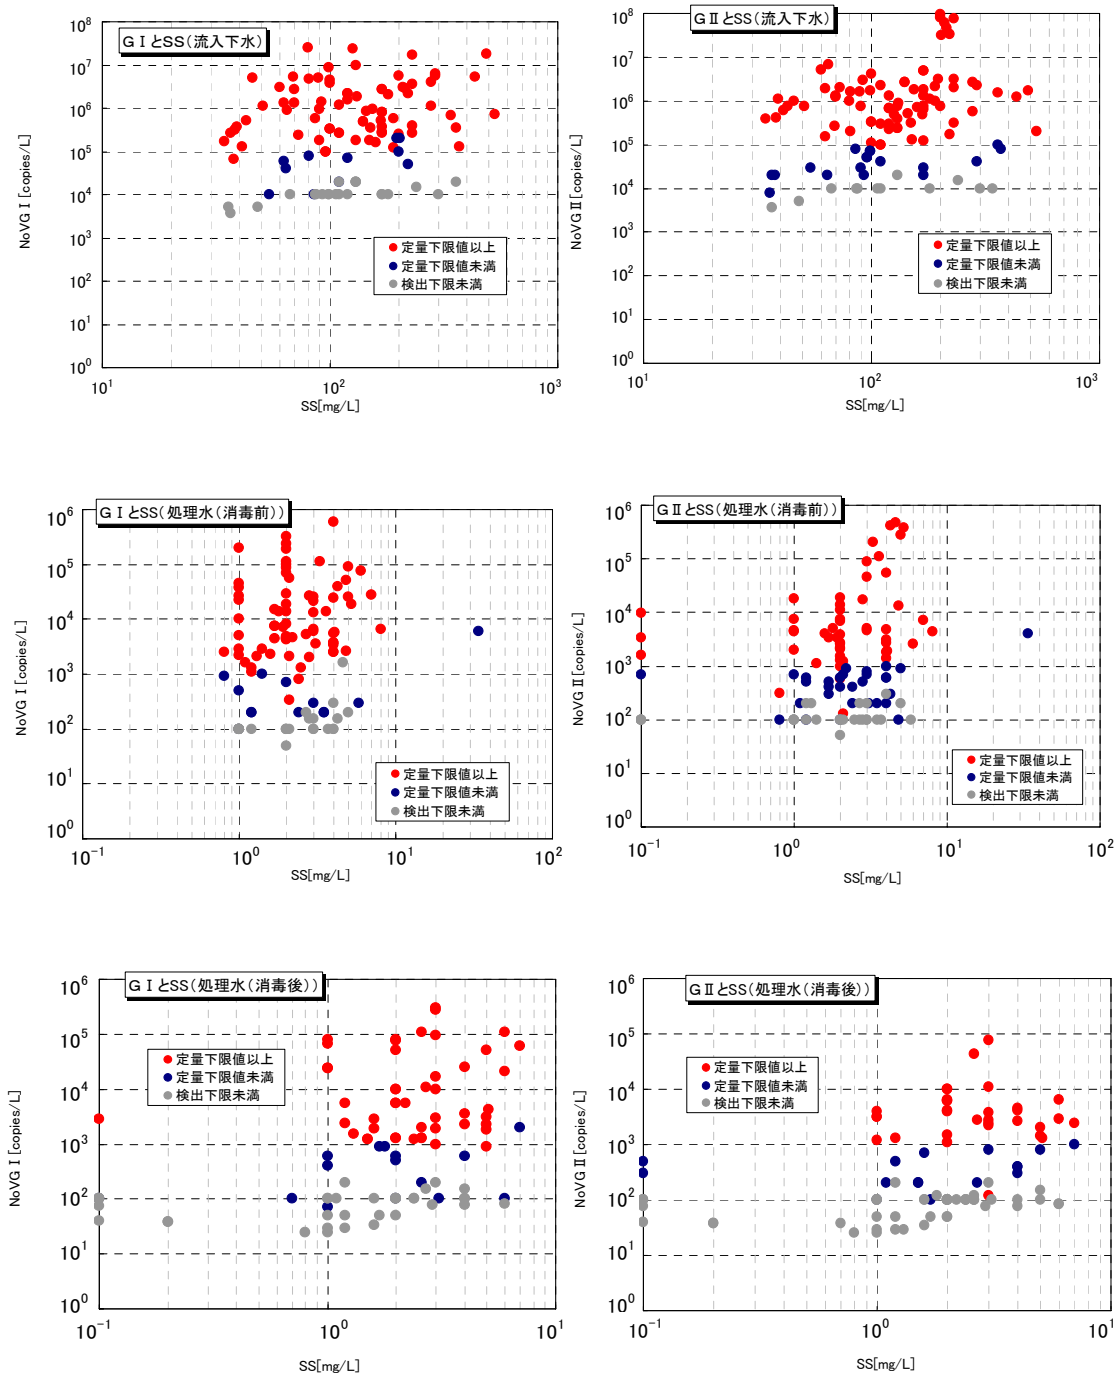 GⅠとSS(流入下水)
10^8
10^7
10^6
10^5
10^4
10^3
10^2
10^1
10^0
NoVGⅠ[copies/L]
定量下限値以上
定量下限値未満
検出下限未満
10^1
10^2
10^3
SS[mg/L]
GⅡとSS(流入下水)
10^8
10^7
10^6
10^5
10^4
10^3
10^2
10^1
10^0
NoVGⅡ[copies/L]
定量下限値以上
定量下限値未満
検出下限未満
10^1
10^2
10^3
SS[mg/L]
GⅠとSS(処理水(消毒前))
10^6
10^5
10^4
10^3
10^2
10^1
10^0
NoVGⅠ[copies/L]
定量下限値以上
定量下限値未満
検出下限未満
10^-1
10^0
10^1
10^2
SS[mg/L]
GⅡとSS(処理水(消毒前))
10^6
10^5
10^4
10^3
10^2
10^1
10^0
NoVGⅡ[copies/L]
定量下限値以上
定量下限値未満
検出下限未満
10^-1
10^0
10^1
10^2
SS[mg/L]
GⅠとSS(処理水(消毒後))
10^6
10^5
10^4
10^3
10^2
10^1
10^0
NoVGⅠ[copies/L]
定量下限値以上
定量下限値未満
検出下限未満
10^-1
10^0
10^1
SS[mg/L]
GⅡとSS(処理水(消毒後))
10^6
10^5
10^4
10^3
10^2
10^1
10^0
NoVGⅡ[copies/L]
定量下限値以上
定量下限値未満
検出下限未満
10^-1
10^0
10^1
SS[mg/L]